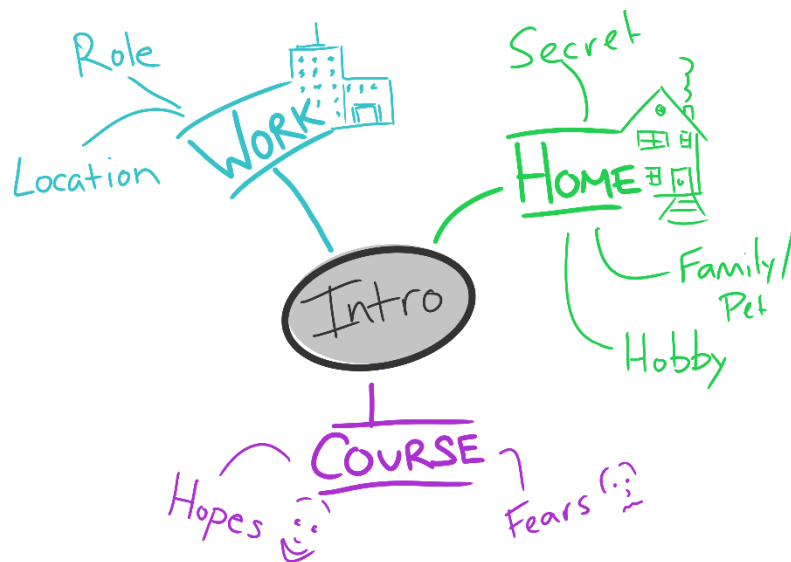 Role
Location
WORK
Secret
HOME
Family/
Pet
Hobby
Intro
COURSE
Hopes
Fears